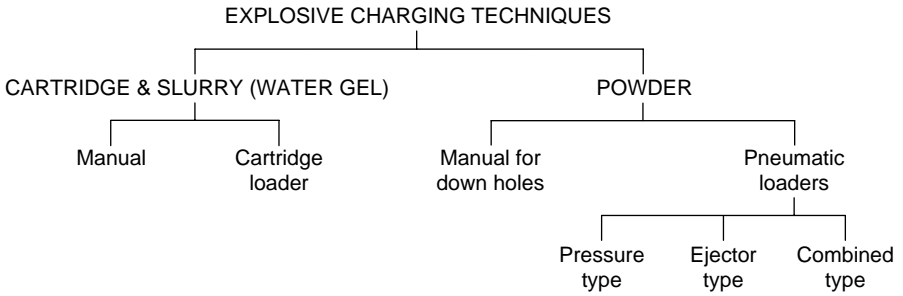 EXPLOSIVE CHARGING TECHNIQUES
CARTRIDGE & SLURRY (WATER GEL)
POWDER
Manual
Cartridge
loader
Manual for
down holes
Pneumatic
loaders
Pressure
type
Ejector
type
Combined
type